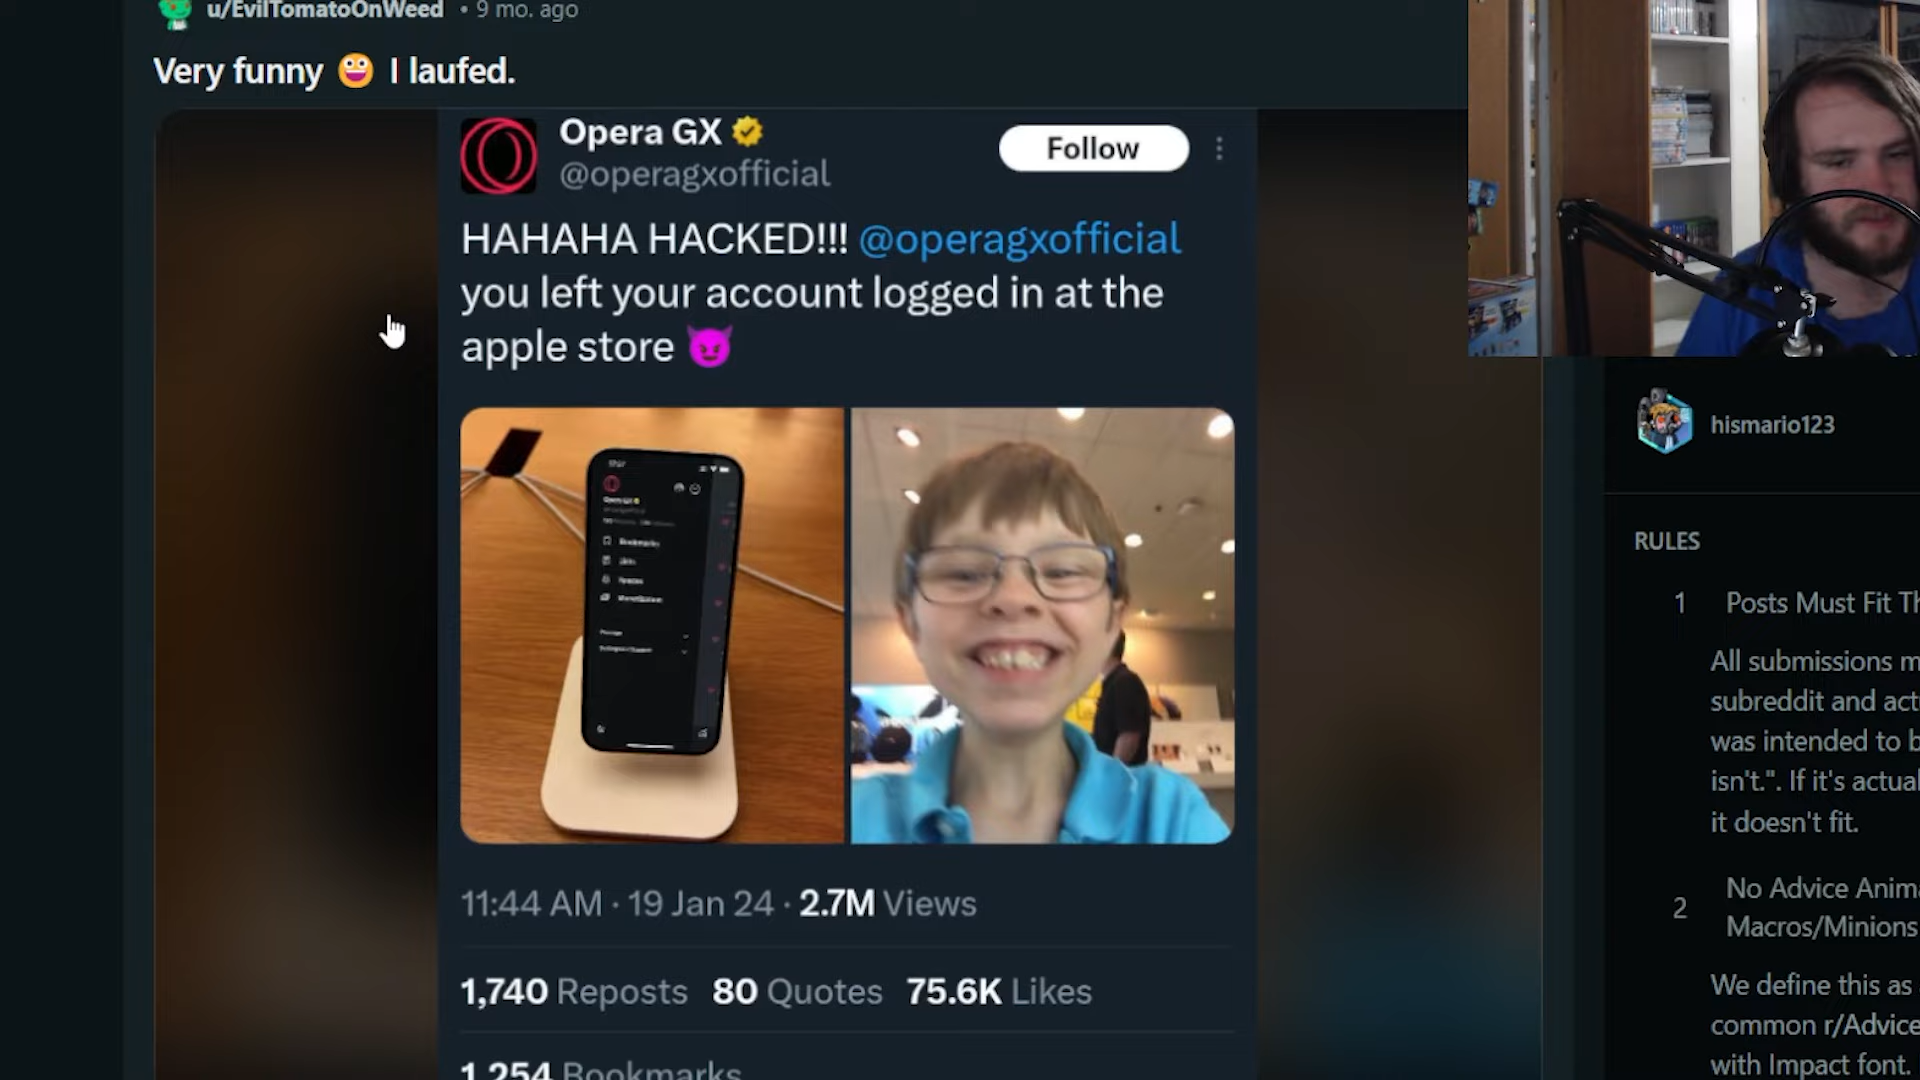 u/EvilTomatoOnWeed • 9 mo. ago
Very funny 😀 I laufed.
Opera GX
@operagxofficial
Follow
HAHAHA HACKED!!! @operagxofficial
you left your account logged in at the
apple store 😈
11:44 AM · 19 Jan 24 · 2.7M Views
1,740 Reposts 80 Quotes 75.6K Likes
1,254 Bookmarks
hismario123
RULES
1 Posts Must Fit Th
All submissions m
subreddit and actu
was intended to b
isn't.". If it's actual
it doesn't fit.
2 No Advice Anima
Macros/Minions
We define this as
common r/Advice
with Impact font.